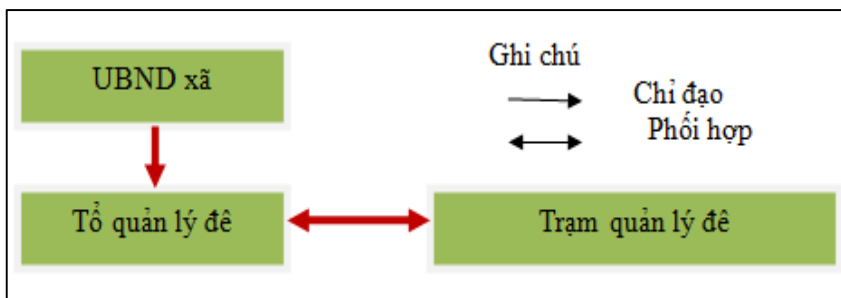 UBND xã
Ghi chú
Chỉ đạo
Phối hợp
Tổ quản lý đê
Trạm quản lý đê